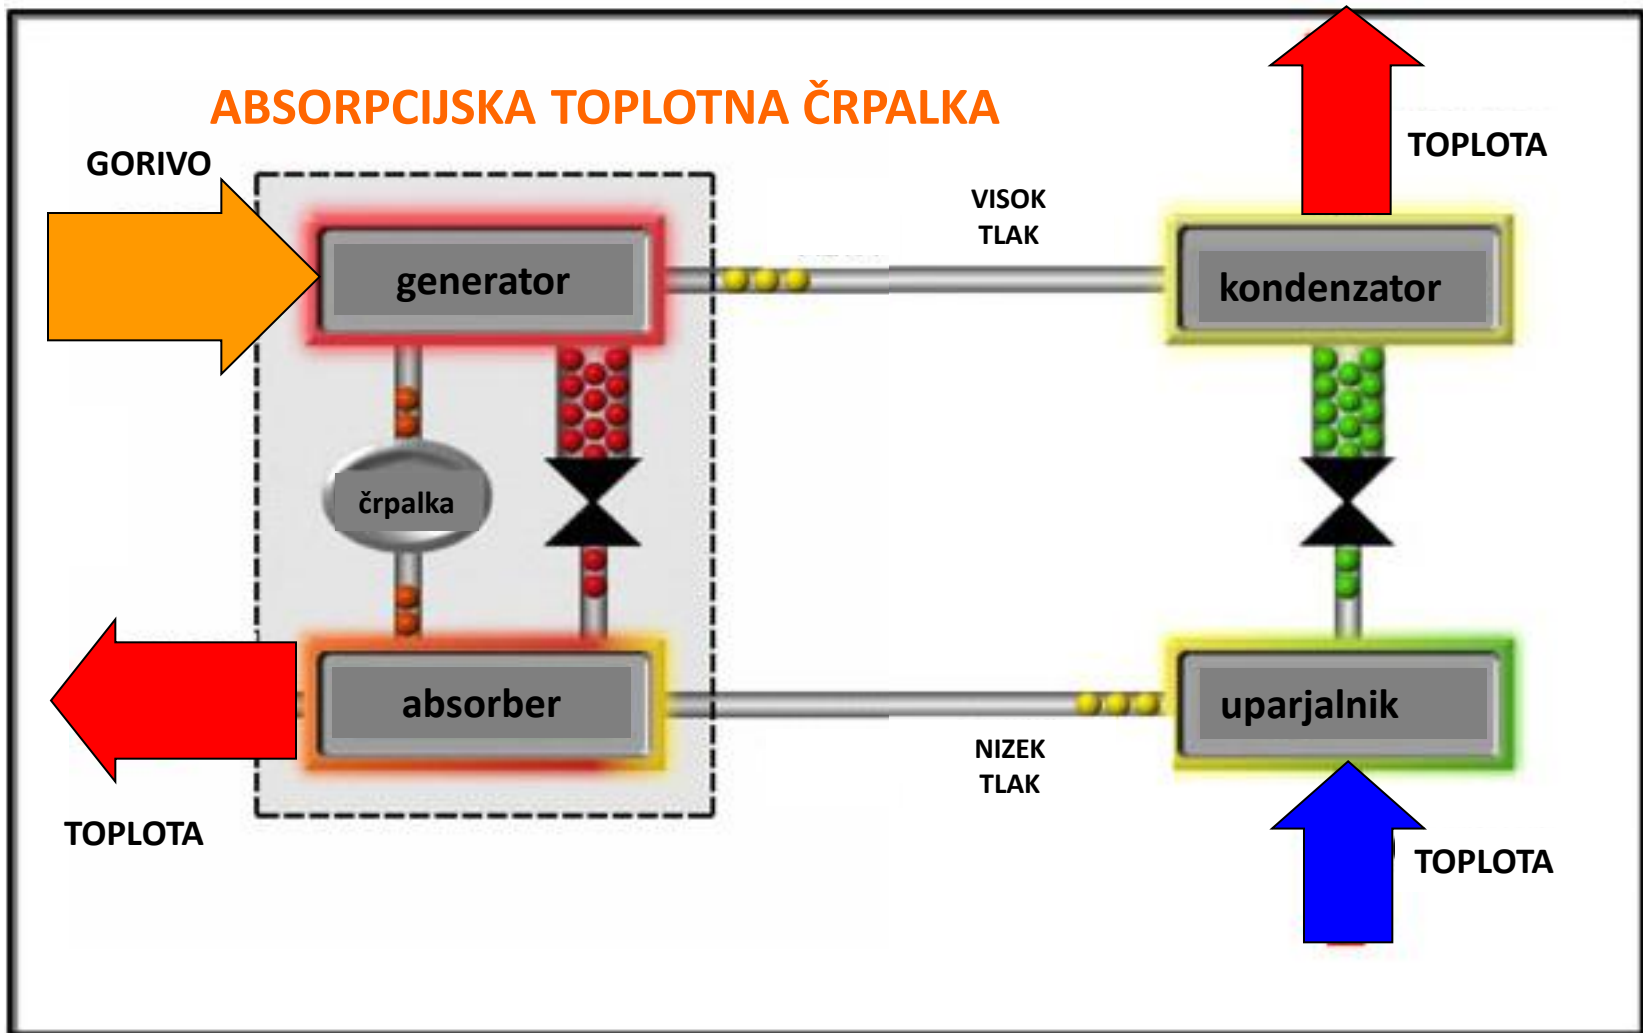 ABSORPCIJSKA TOPLOTNA ČRPALKA
GORIVO
TOPLOTA
VISOK
TLAK
generator
kondenzator
črpalka
absorber
uparjalnik
NIZEK
TLAK
TOPLOTA
TOPLOTA